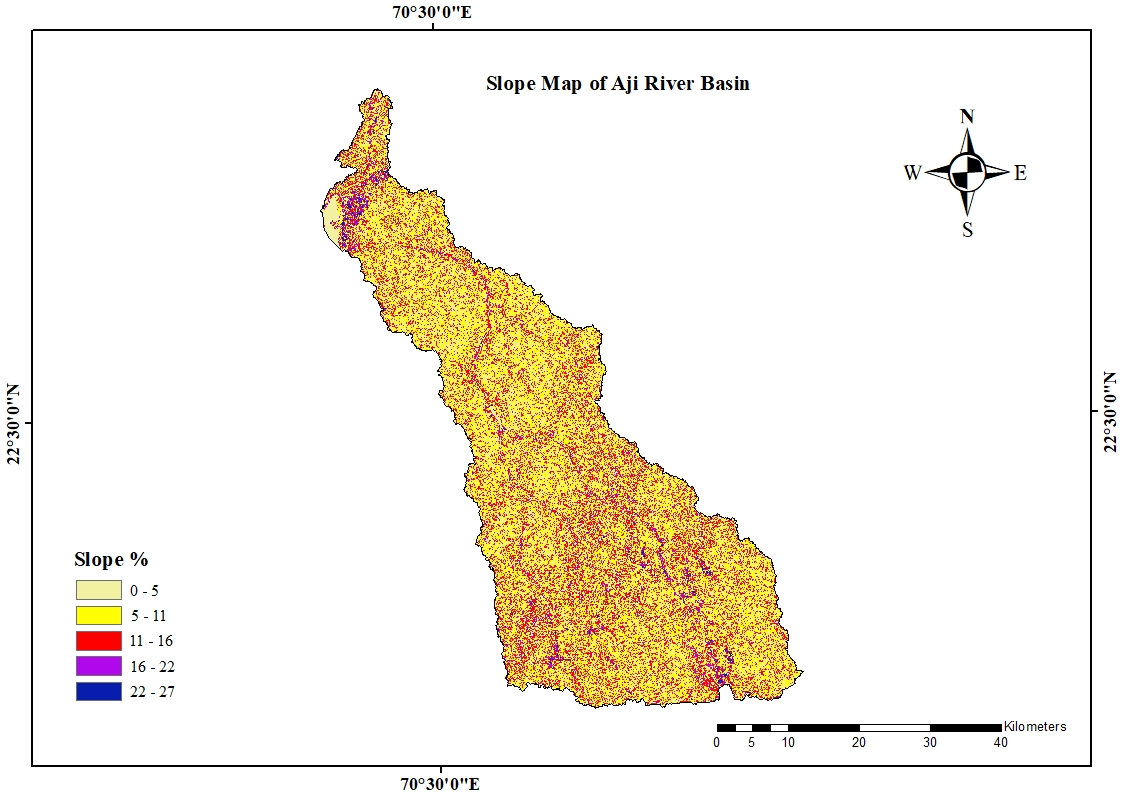 70°30'0"E
Slope Map of Aji River Basin
N
W E
S
22°30'0"N
22°30'0"N
Slope %
0 - 5
5 - 11
11 - 16
16 - 22
22 - 27
Kilometers
0 5 10 20 30 40
70°30'0"E